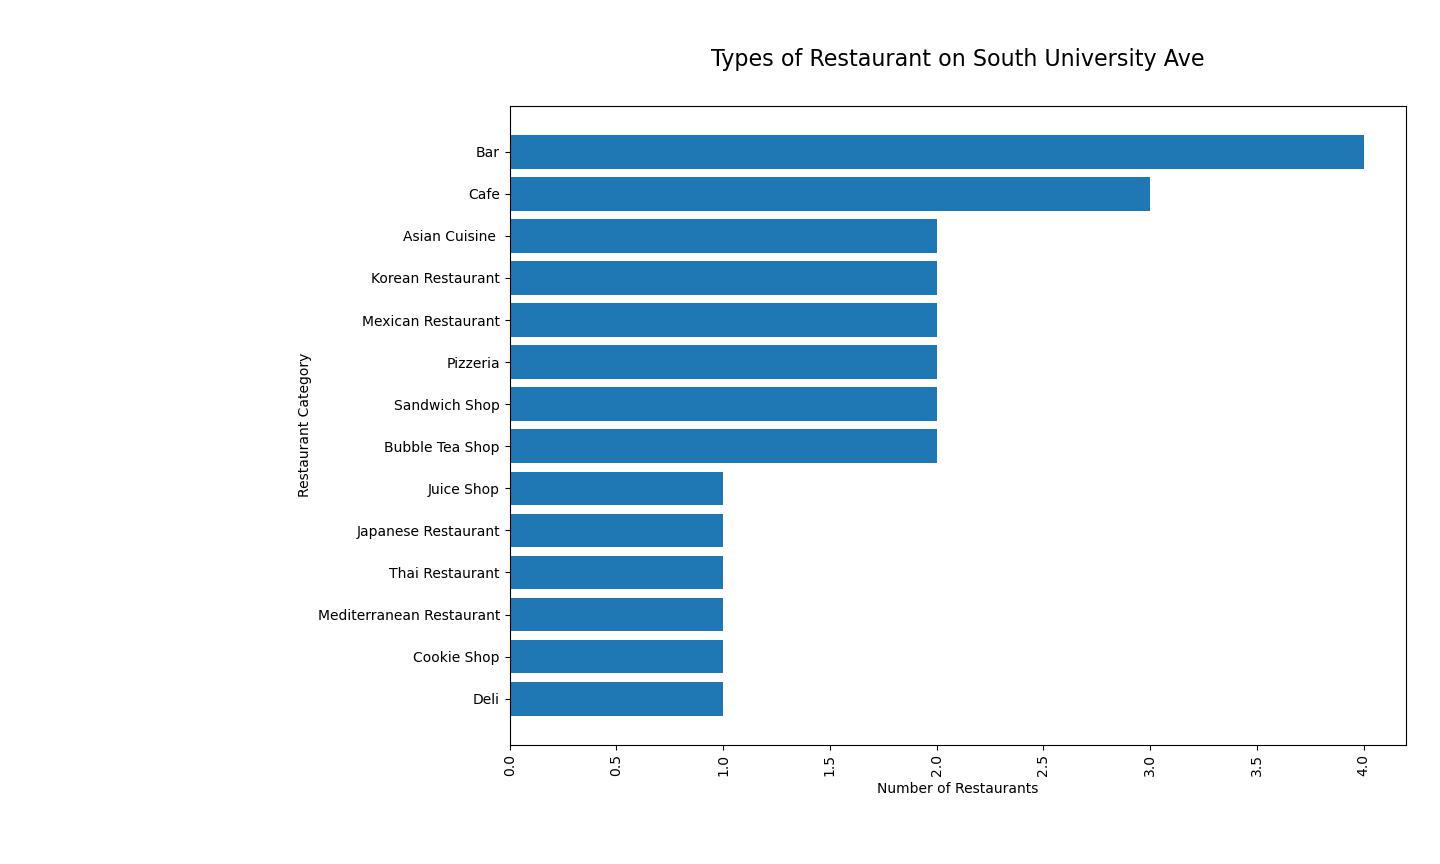 Types of Restaurant on South University Ave
Restaurant Category
Bar
Cafe
Asian Cuisine
Korean Restaurant
Mexican Restaurant
Pizzeria
Sandwich Shop
Bubble Tea Shop
Juice Shop
Japanese Restaurant
Thai Restaurant
Mediterranean Restaurant
Cookie Shop
Deli
0.0 0.5 1.0 1.5 2.0 2.5 3.0 3.5 4.0
Number of Restaurants